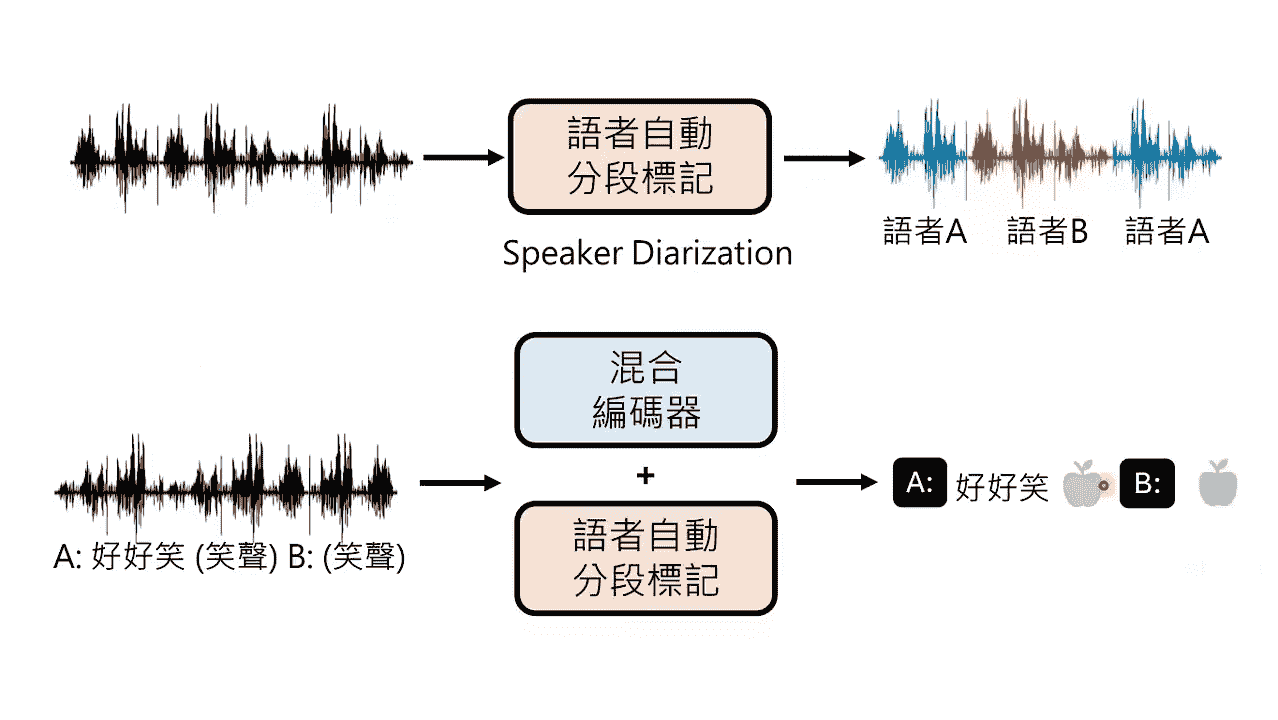 語者自動
分段標記
Speaker Diarization
語者A 語者B 語者A
混合
編碼器
+
語者自動
分段標記
A: 好好笑 (笑聲) B: (笑聲)
A: 好好笑 B: